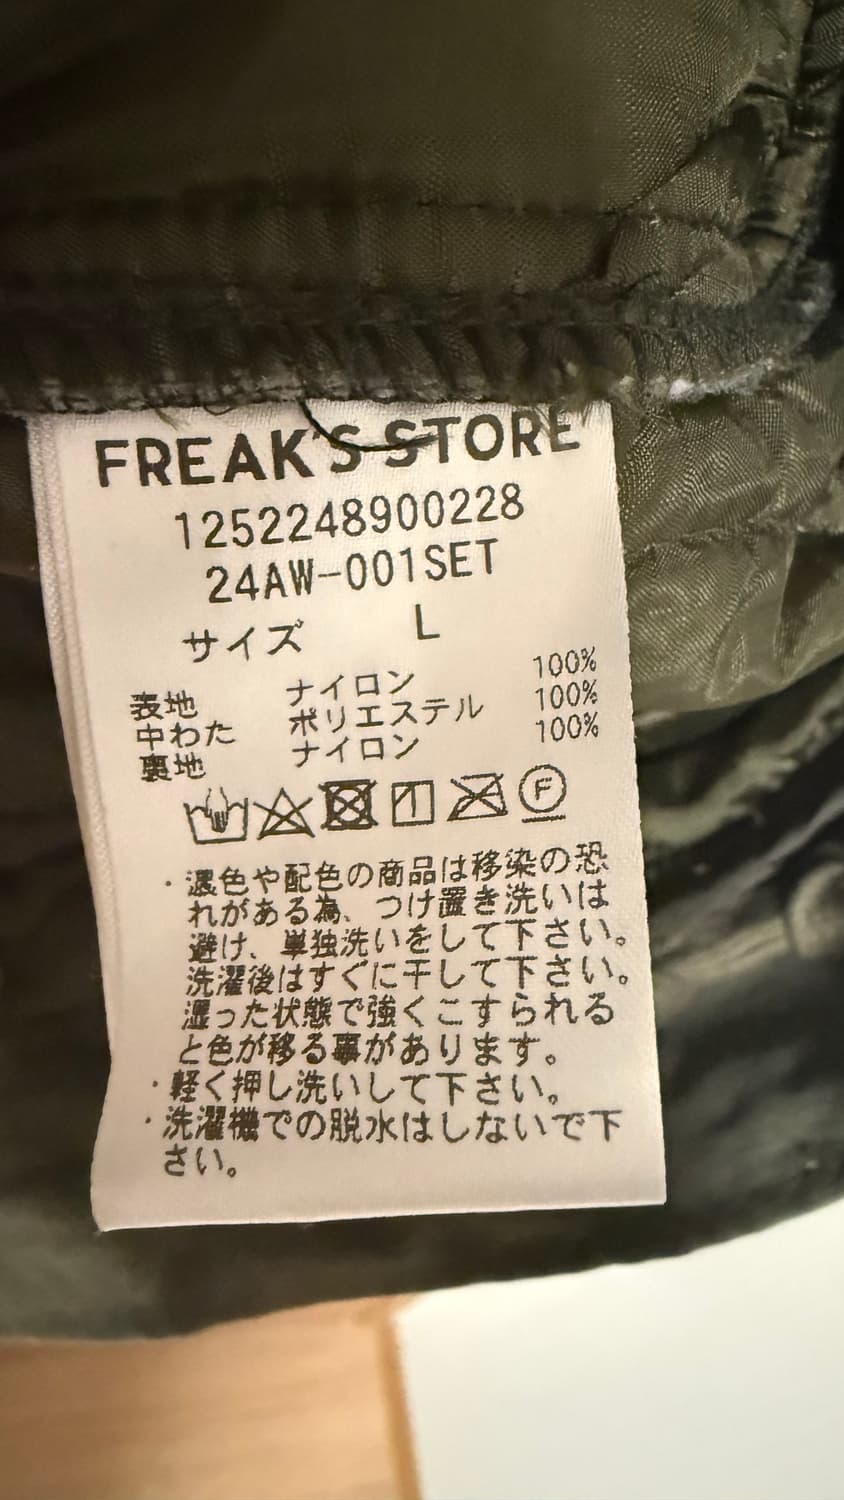 FREAK'S STORE
1252248900228
24AW-001SET
サイズ L
表地 ナイロン 100%
中わた ポリエステル 100%
裏地 ナイロン 100%
F
・濃色や配色の商品は移染の恐
れがある為、つけ置き洗いは
避け、単独洗いをして下さい。
洗濯後はすぐに干して下さい。
湿った状態で強くこすられる
と色が移る事があります。
・軽く押し洗いして下さい。
・洗濯機での脱水はしないで下
さい。